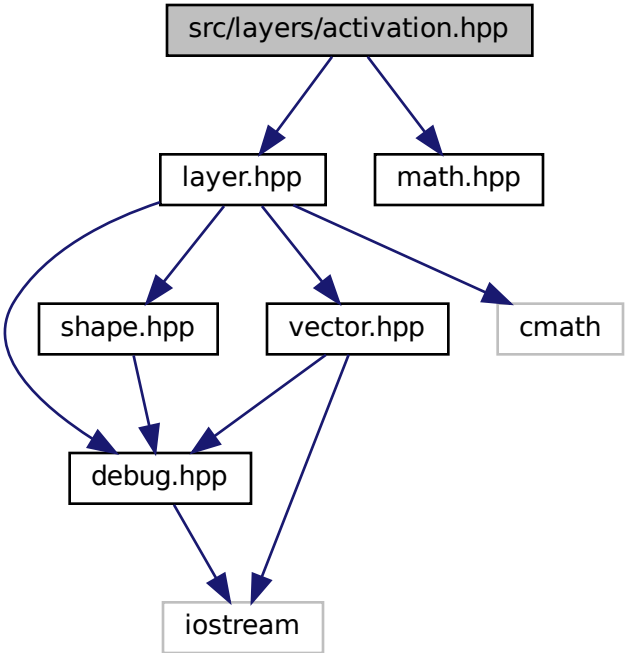 src/layers/activation.hpp
layer.hpp
math.hpp
shape.hpp
vector.hpp
cmath
debug.hpp
iostream